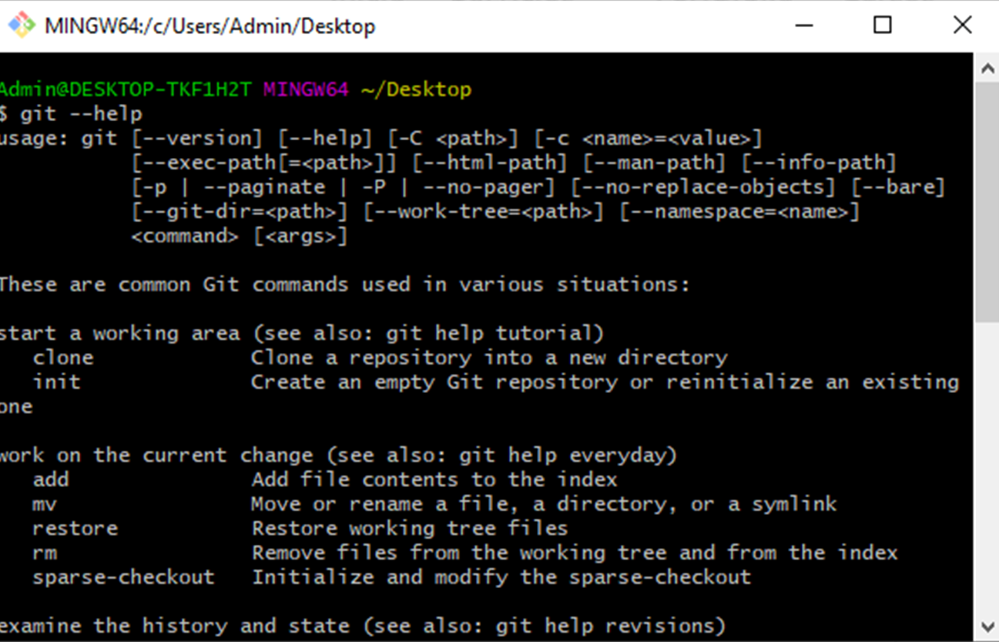 MINGW64:/c/Users/Admin/Desktop
Admin@DESKTOP-TKF1H2T MINGW64 ~/Desktop
$ git --help
usage: git [--version] [--help] [-C <path>] [-c <name>=<value>]
           [--exec-path[=<path>]] [--html-path] [--man-path] [--info-path]
           [-p | --paginate | -P | --no-pager] [--no-replace-objects] [--bare]
           [--git-dir=<path>] [--work-tree=<path>] [--namespace=<name>]
           <command> [<args>]
These are common Git commands used in various situations:
start a working area (see also: git help tutorial)
   clone             Clone a repository into a new directory
   init              Create an empty Git repository or reinitialize an existing
one
work on the current change (see also: git help everyday)
   add               Add file contents to the index
   mv                Move or rename a file, a directory, or a symlink
   restore           Restore working tree files
   rm                Remove files from the working tree and from the index
   sparse-checkout   Initialize and modify the sparse-checkout
examine the history and state (see also: git help revisions)